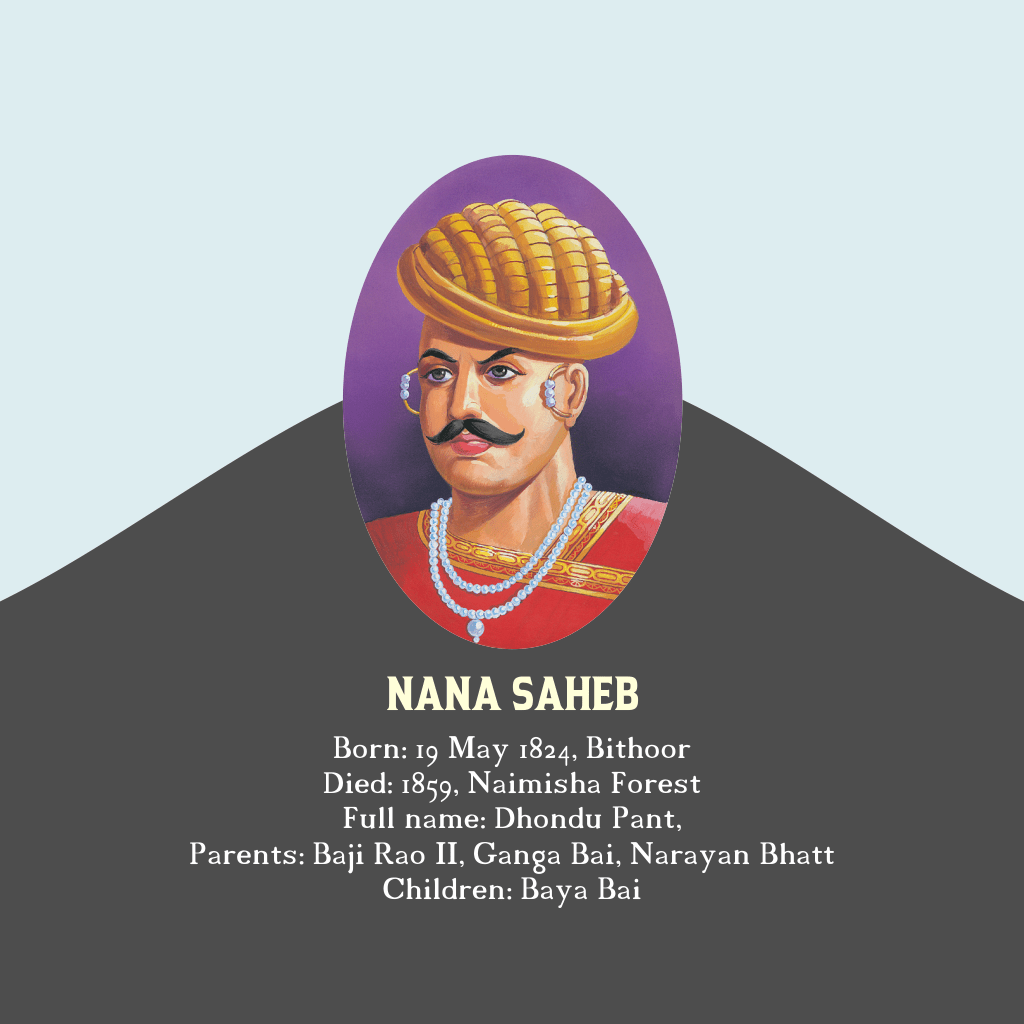 NANA SAHEB
Born: 19 May 1824, Bithoor
Died: 1859, Naimisha Forest
Full name: Dhondu Pant,
Parents: Baji Rao II, Ganga Bai, Narayan Bhatt
Children: Baya Bai